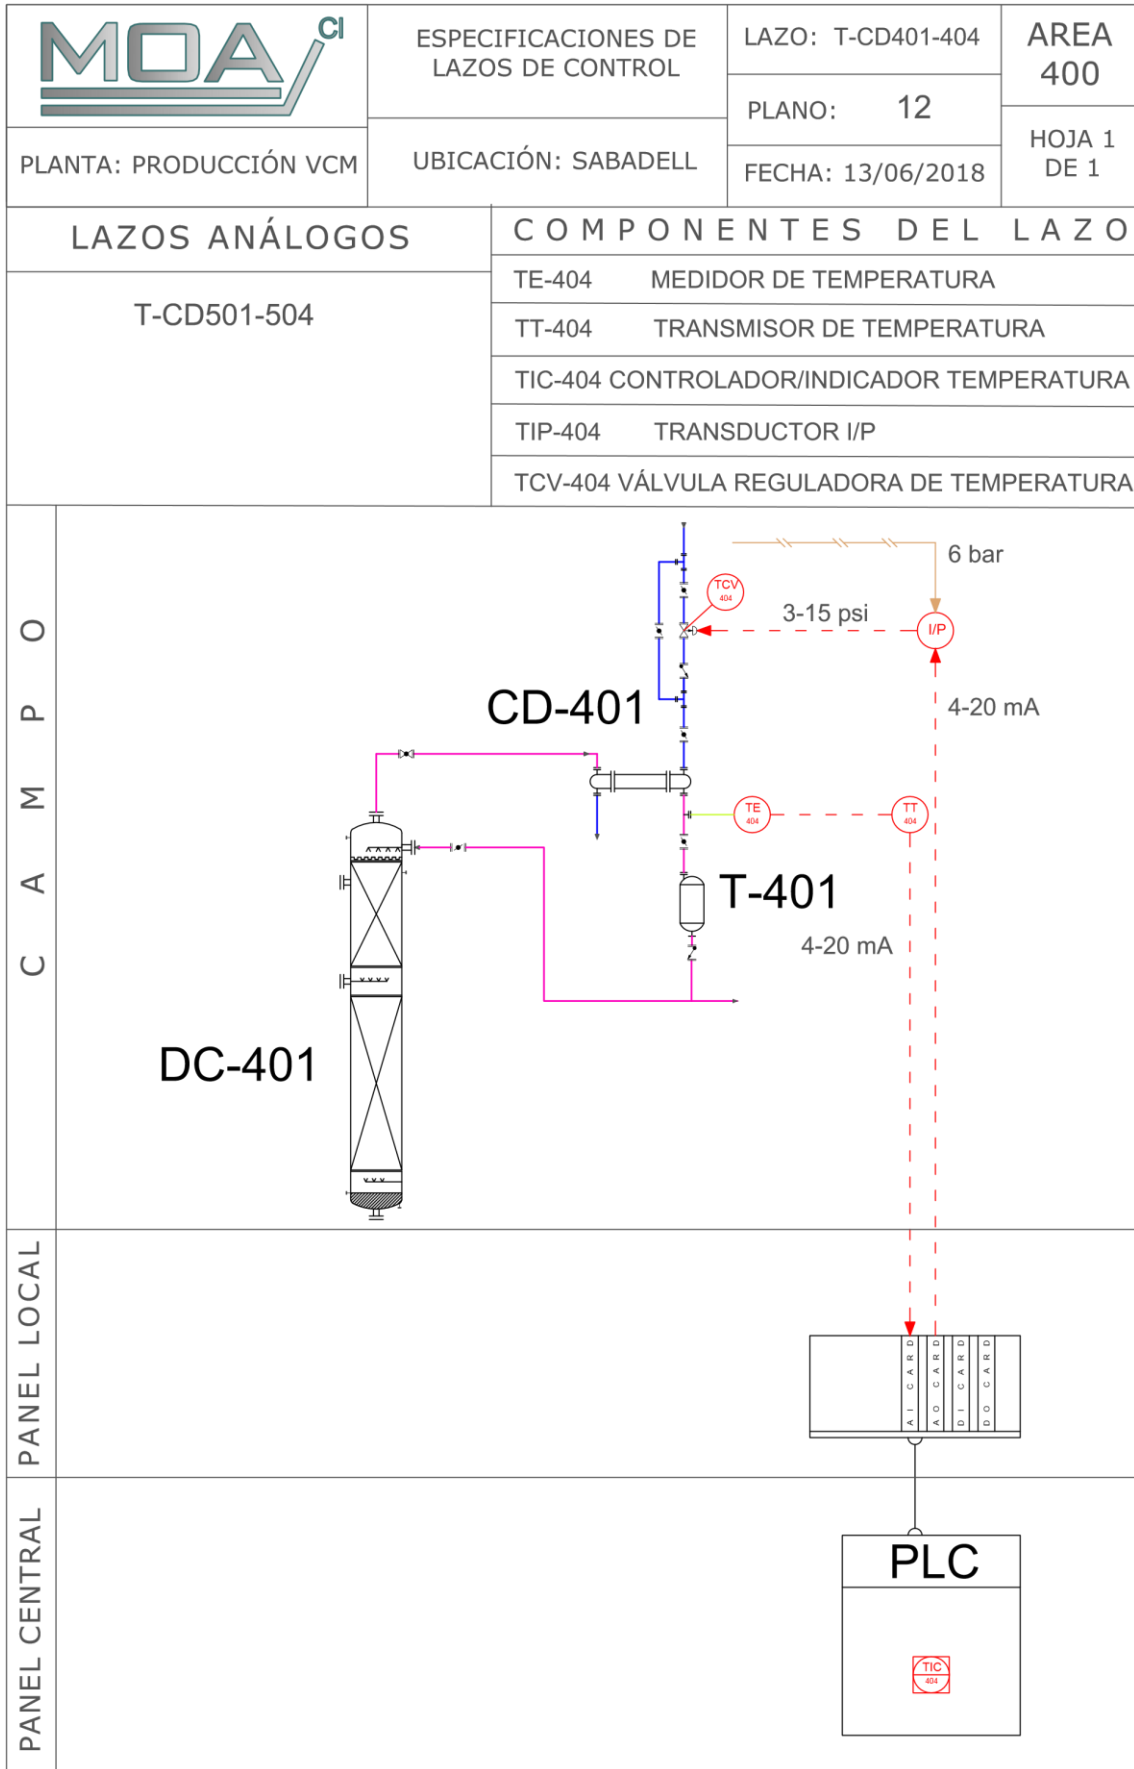 MOA CI
ESPECIFICACIONES DE
LAZOS DE CONTROL
LAZO: T-CD401-404
AREA
400
PLANO: 12
PLANTA: PRODUCCIÓN VCM
UBICACIÓN: SABADELL
FECHA: 13/06/2018
HOJA 1
DE 1
LAZOS ANÁLOGOS
T-CD501-504
COMPONENTES DEL LAZO
TE-404 MEDIDOR DE TEMPERATURA
TT-404 TRANSMISOR DE TEMPERATURA
TIC-404 CONTROLADOR/INDICADOR TEMPERATURA
TIP-404 TRANSDUCTOR I/P
TCV-404 VÁLVULA REGULADORA DE TEMPERATURA
CAMPO
6 bar
TCV
404
3-15 psi
I/P
CD-401
4-20 mA
TE
404
TT
404
T-401
4-20 mA
DC-401
PANEL LOCAL
AI CARD
AO CARD
DI CARD
DO CARD
PANEL CENTRAL
PLC
TIC
404